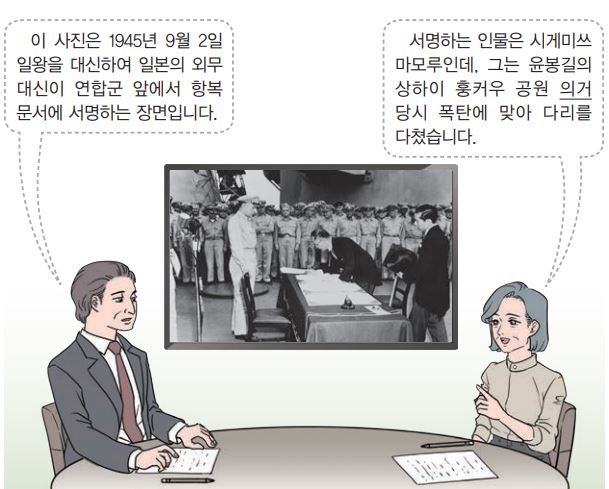 이 사진은 1945년 9월 2일
일왕을 대신하여 일본의 외무
대신이 연합군 앞에서 항복
문서에 서명하는 장면입니다.
서명하는 인물은 시게미쓰
마모루인데, 그는 윤봉길의
상하이 훙커우 공원 의거
당시 폭탄에 맞아 다리를
다쳤습니다.